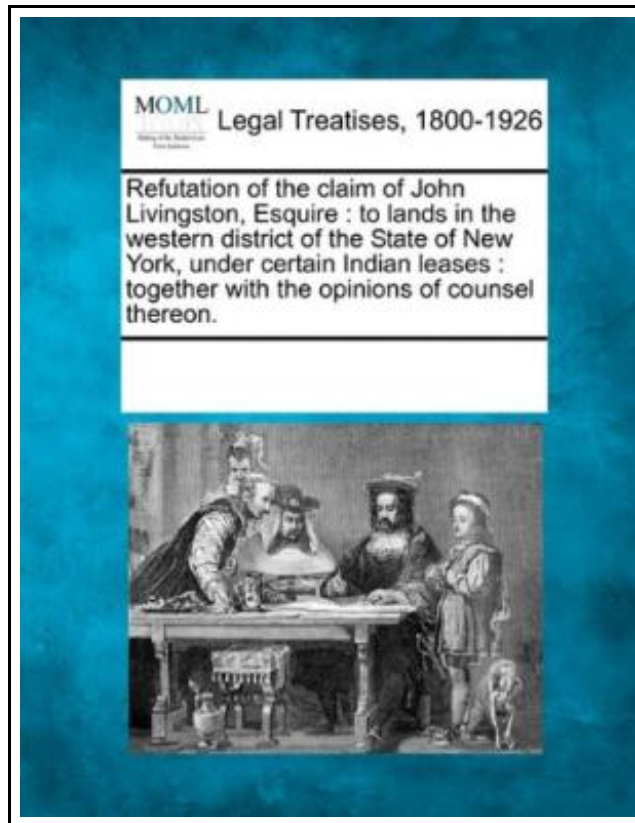 MOML
Legal Treatises, 1800-1926
Refutation of the claim of John
Livingston, Esquire : to lands in the
western district of the State of New
York, under certain Indian leases :
together with the opinions of counsel
thereon.